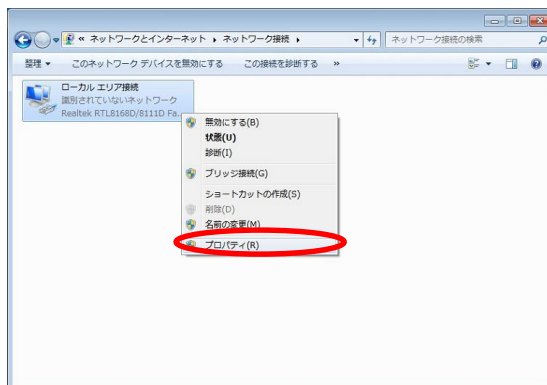 « ネットワークとインターネット ▸ ネットワーク接続 ▸
ネットワーク接続の検索
整理 ▼ このネットワーク デバイスを無効にする この接続を診断する »
ローカル エリア接続
識別されていないネットワーク
Realtek RTL8168D/8111D Fa...
無効にする(B)
状態(U)
診断(I)
ブリッジ接続(G)
ショートカットの作成(S)
削除(D)
名前の変更(M)
プロパティ(R)